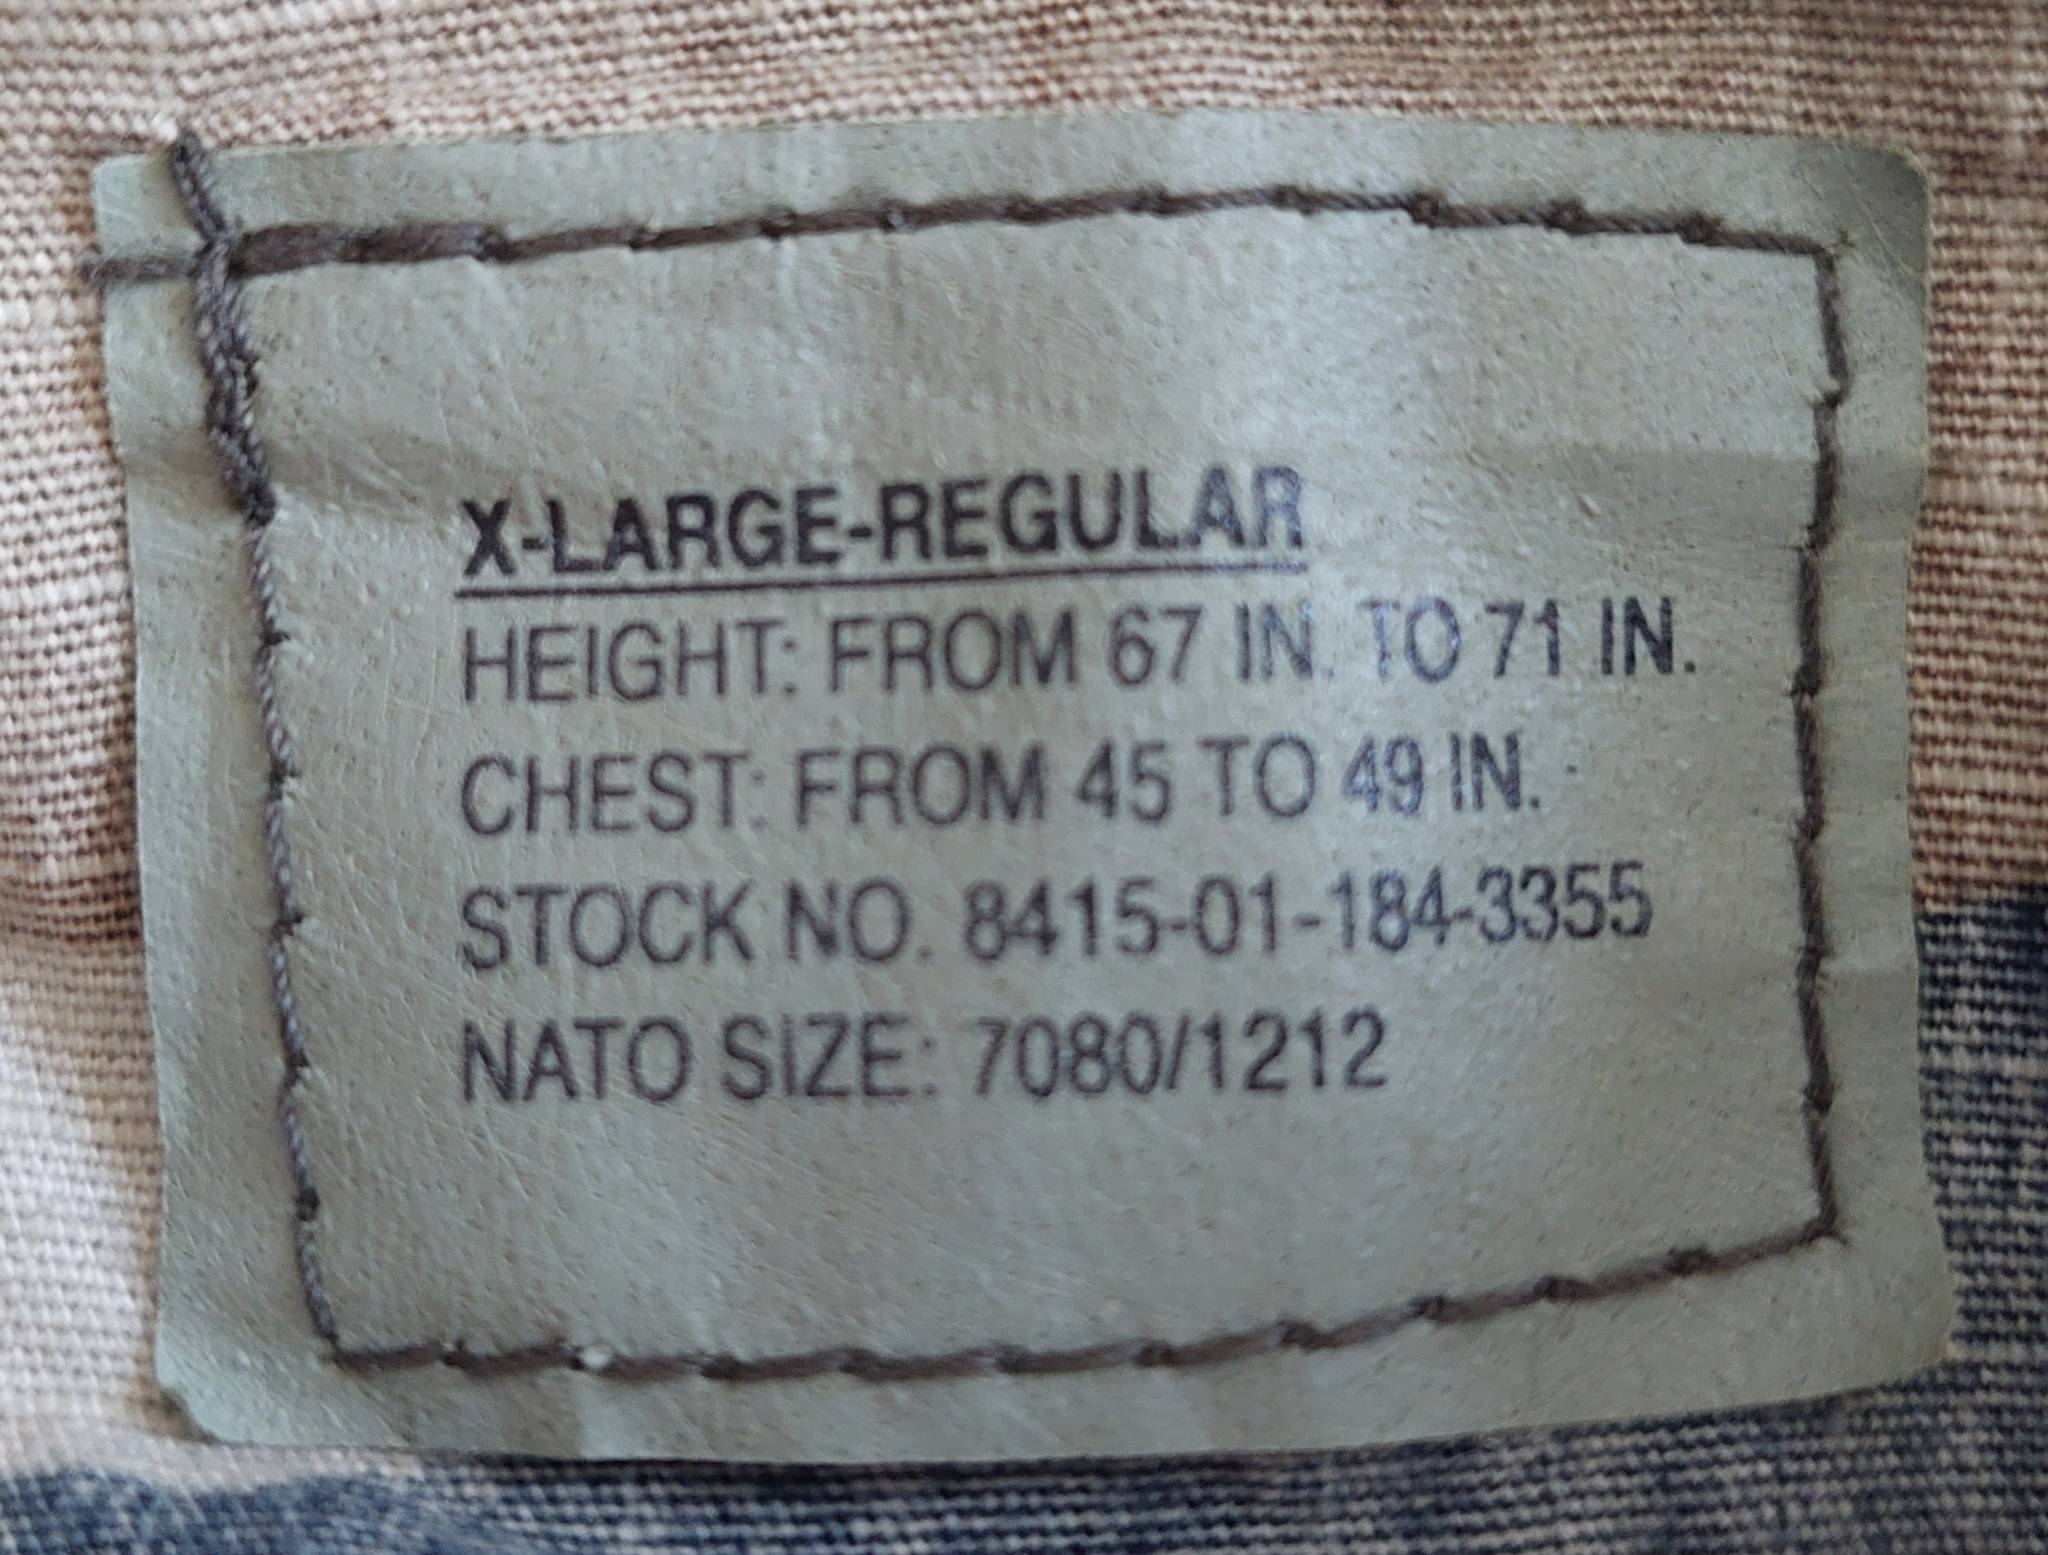 X-LARGE-REGULAR
HEIGHT: FROM 67 IN. TO 71 IN.
CHEST: FROM 45 TO 49 IN.
STOCK NO. 8415-01-184-3355
NATO SIZE: 7080/1212